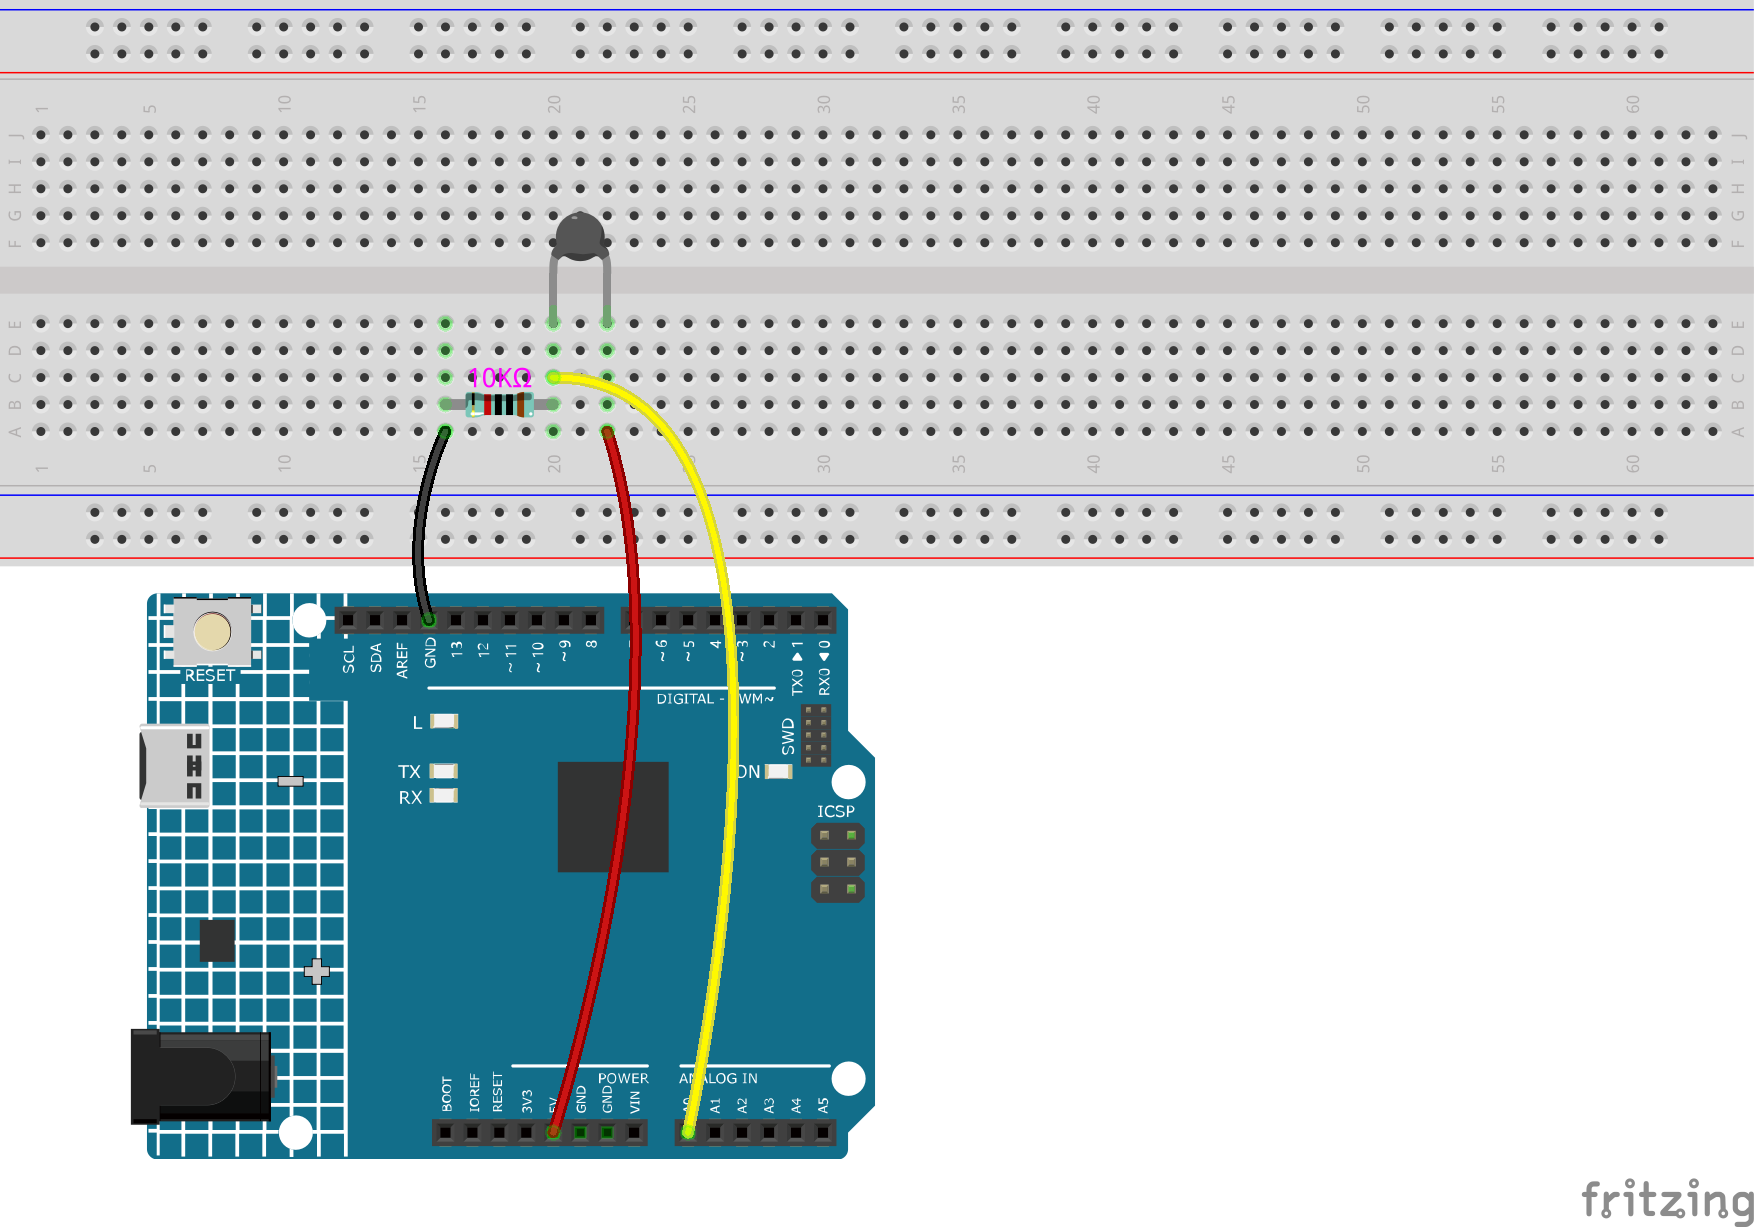 1 5 10 15 20 25 30 35 40 45 50 55 60
J J
I I
H H
G G
F F
E E
D D
C 10KΩ C
B B
A A
1 5 10 15 20 30 35 40 45 50 55 60
SCL SDA AREF GND 13 12 ~11 ~10 ~9 8 ~6 ~5 4 ~3 2 TX0▶1 RX0◀0
RESET
DIGITAL - WM~
L
SWD
TX
ON
RX
ICSP
POWER ANALOG IN
BOOT IOREF RESET 3V3 5V GND GND VIN A0 A1 A2 A3 A4 A5
fritzing